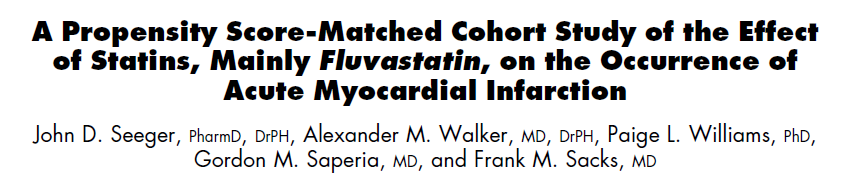 A Propensity Score-Matched Cohort Study of the Effect
of Statins, Mainly Fluvastatin, on the Occurrence of
Acute Myocardial Infarction
John D. Seeger, PharmD, DrPH, Alexander M. Walker, MD, DrPH, Paige L. Williams, PhD,
Gordon M. Saperia, MD, and Frank M. Sacks, MD